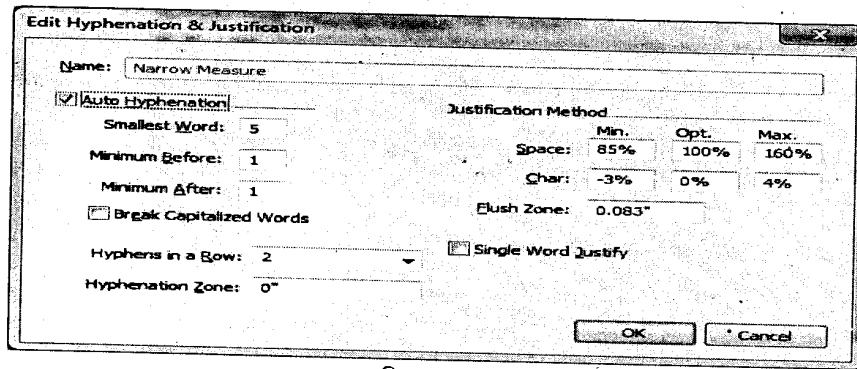 Edit Hyphenation & Justification
Name: Narrow Measure
Auto Hyphenation
Smallest Word: 5
Minimum Before: 1
Minimum After: 1
Break Capitalized Words
Hyphens in a Row: 2
Hyphenation Zone: 0"
Justification Method
Min. Opt. Max.
Space: 85% 100% 160%
Char: -3% 0% 4%
Flush Zone: 0.083"
Single Word Justify
OK Cancel